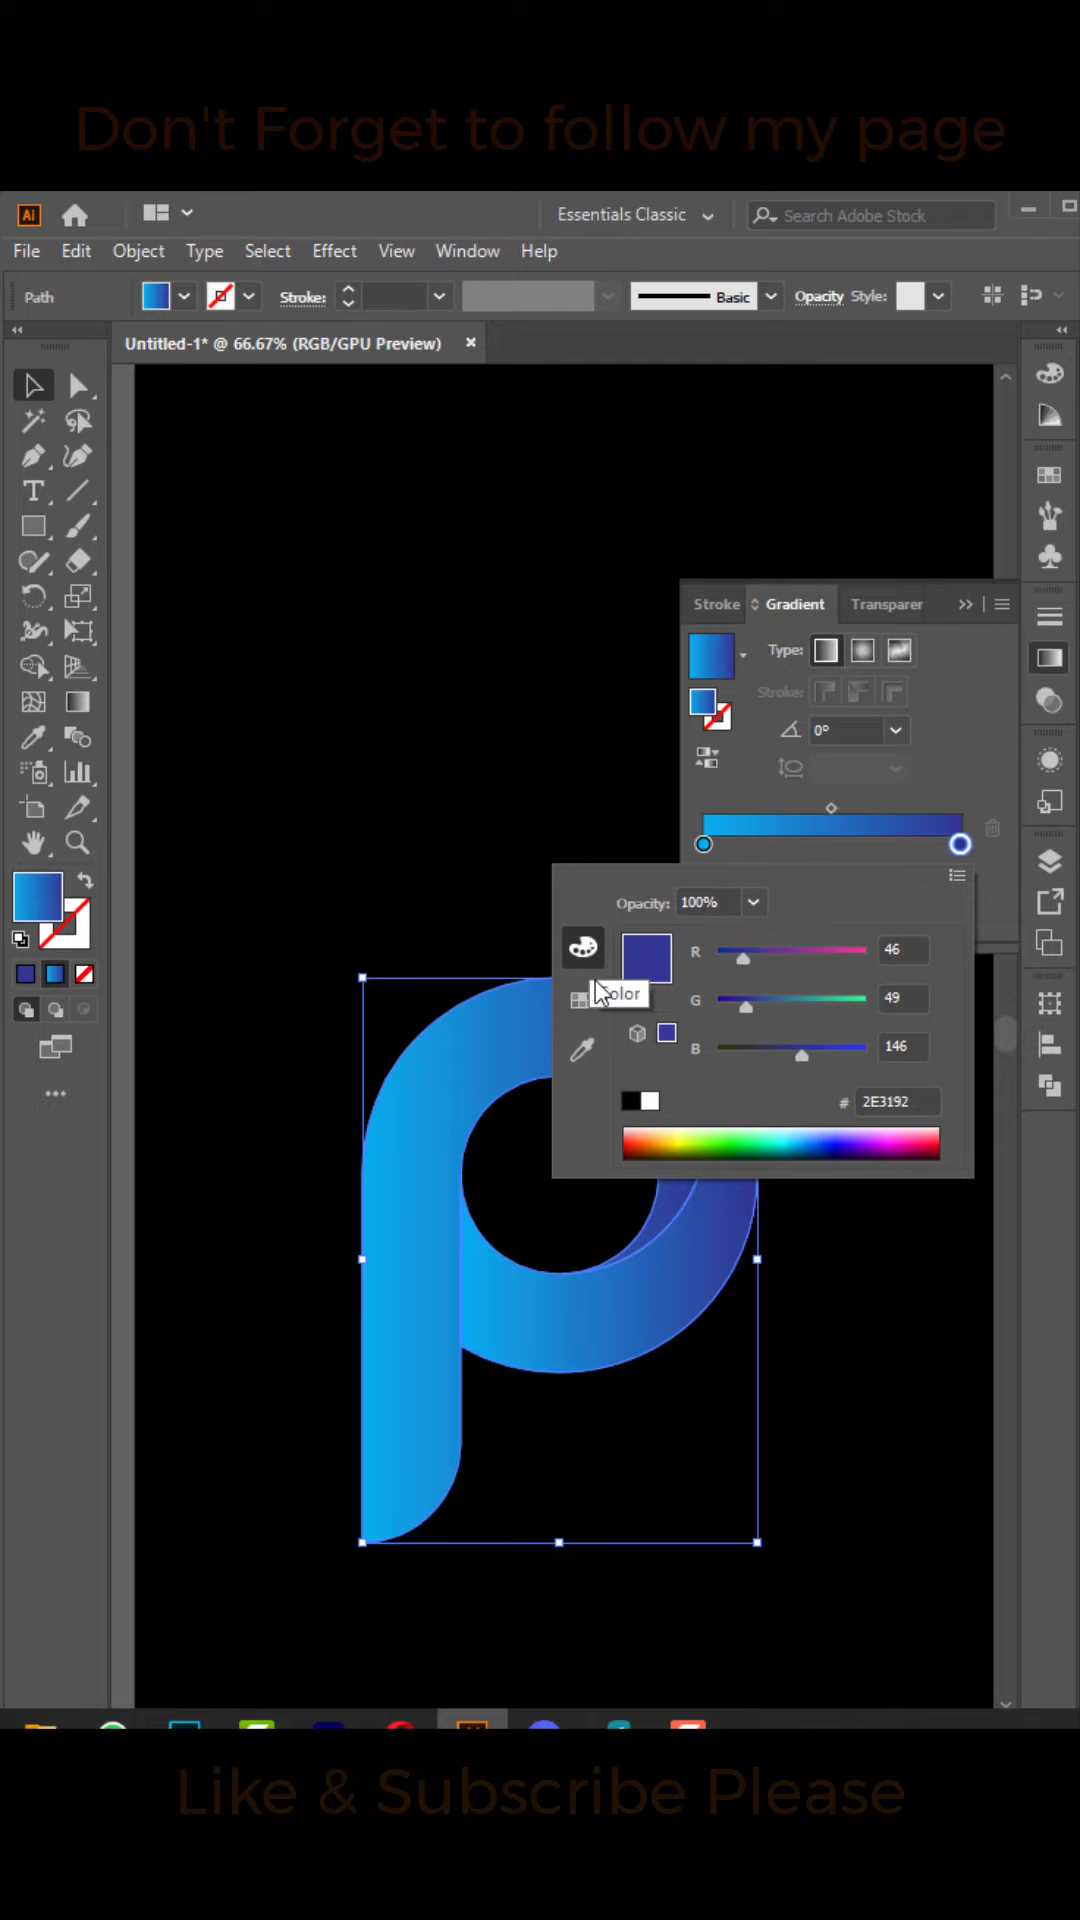 Don't Forget to follow my page
Ai
Essentials Classic
Search Adobe Stock
File Edit Object Type Select Effect View Window Help
Path
Stroke:
Basic
Opacity Style:
Untitled-1* @ 66.67% (RGB/GPU Preview)
Stroke Gradient Transparer
Type:
Stroke:
0°
Opacity: 100%
R 46
Color
G 49
B 146
# 2E3192
Like & Subscribe Please